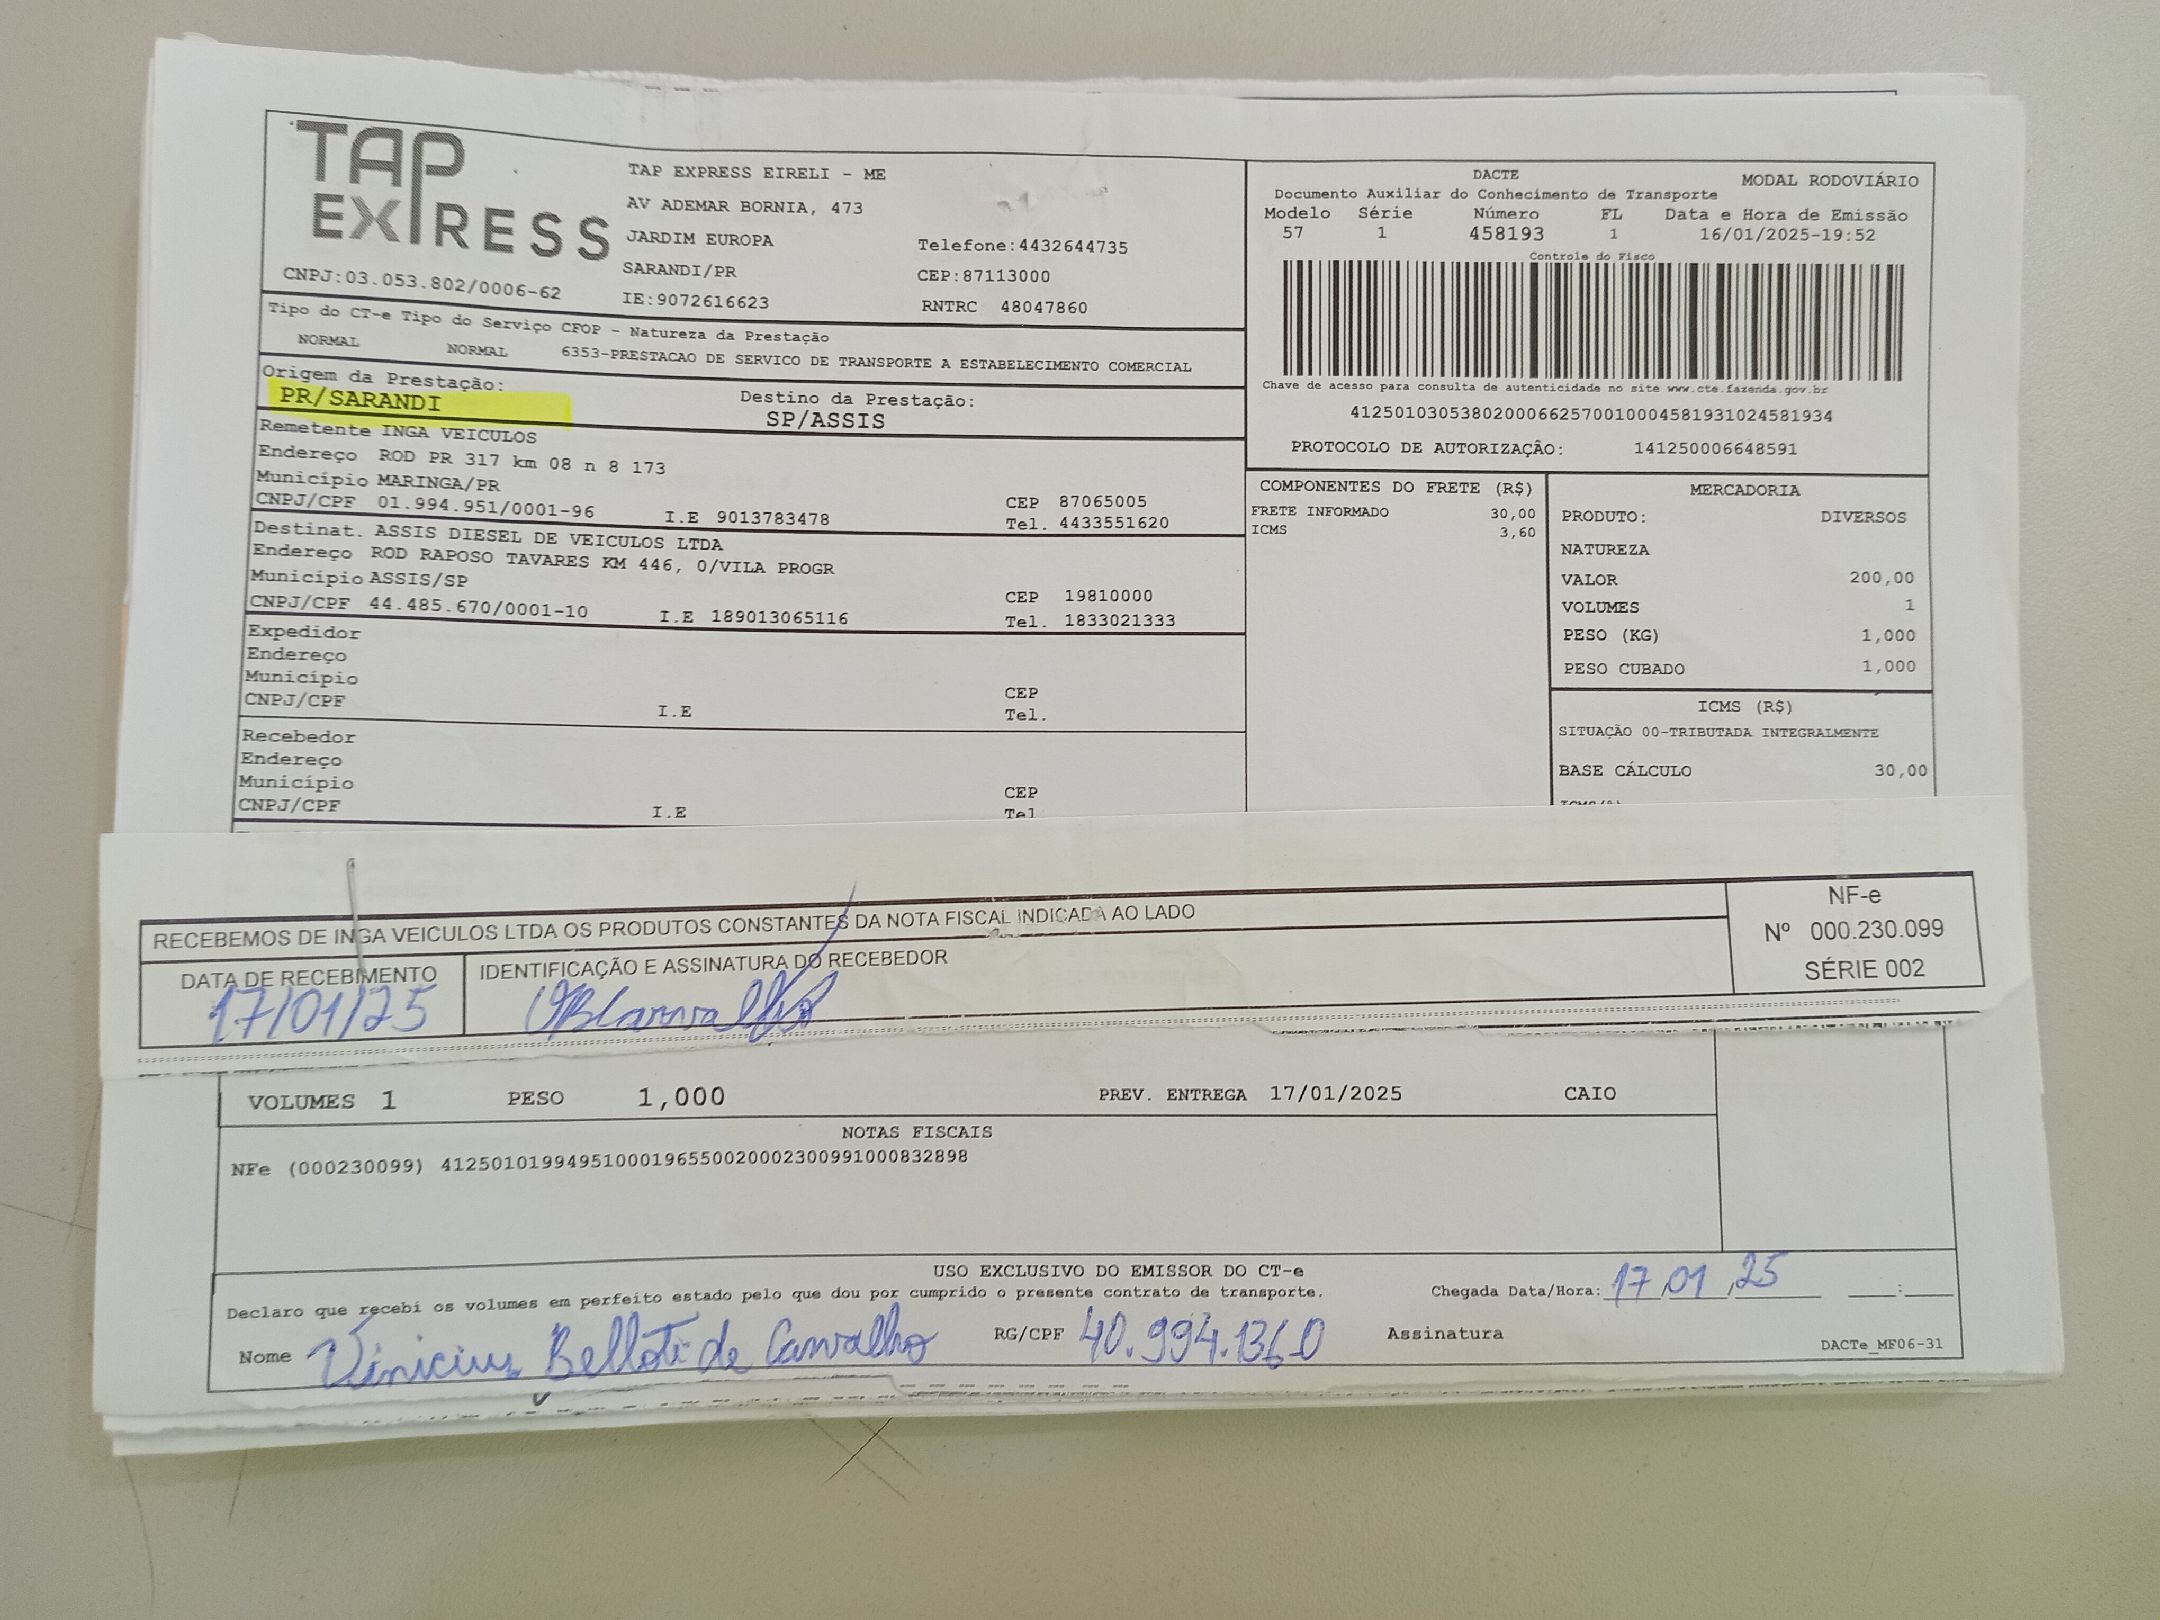 TAP
EXPRESS
CNPJ:03.053.802/0006-62
TAP EXPRESS EIRELI - ME
AV ADEMAR BORNIA, 473
JARDIM EUROPA
SARANDI/PR
IE:9072616623
Telefone:4432644735
CEP:87113000
RNTRC 48047860
DACTE
MODAL RODOVIÁRIO
Documento Auxiliar do Conhecimento de Transporte
Modelo Série Número FL Data e Hora de Emissão
57 1 458193 1 16/01/2025-19:52
Controle do Fisco
Chave de acesso para consulta de autenticidade no site www.cte.fazenda.gov.br
41250103053802000662570010004581931024581934
PROTOCOLO DE AUTORIZAÇÃO: 141250006648591
Tipo do CT-e Tipo do Serviço CFOP - Natureza da Prestação
NORMAL NORMAL 6353-PRESTACAO DE SERVICO DE TRANSPORTE A ESTABELECIMENTO COMERCIAL
Origem da Prestação: Destino da Prestação:
PR/SARANDI SP/ASSIS
Remetente INGA VEICULOS
Endereço ROD PR 317 km 08 n 8 173
Município MARINGA/PR CEP 87065005
CNPJ/CPF 01.994.951/0001-96 I.E 9013783478 Tel. 4433551620
Destinat. ASSIS DIESEL DE VEICULOS LTDA
Endereço ROD RAPOSO TAVARES KM 446, 0/VILA PROGR
Município ASSIS/SP CEP 19810000
CNPJ/CPF 44.485.670/0001-10 I.E 189013065116 Tel. 1833021333
Expedidor
Endereço
Município CEP
CNPJ/CPF I.E Tel.
Recebedor
Endereço
Município CEP
CNPJ/CPF I.E Tel
COMPONENTES DO FRETE (R$)
FRETE INFORMADO 30,00
ICMS 3,60
MERCADORIA
PRODUTO: DIVERSOS
NATUREZA
VALOR 200,00
VOLUMES 1
PESO (KG) 1,000
PESO CUBADO 1,000
ICMS (R$)
SITUAÇÃO 00-TRIBUTADA INTEGRALMENTE
BASE CÁLCULO 30,00
RECEBEMOS DE INGA VEICULOS LTDA OS PRODUTOS CONSTANTES DA NOTA FISCAL INDICADA AO LADO
DATA DE RECEBIMENTO IDENTIFICAÇÃO E ASSINATURA DO RECEBEDOR
17/01/25
NF-e
Nº 000.230.099
SÉRIE 002
VOLUMES 1 PESO 1,000 PREV. ENTREGA 17/01/2025 CAIO
NOTAS FISCAIS
NFe (000230099) 41250101994951000196550020002300991000832898
USO EXCLUSIVO DO EMISSOR DO CT-e
Declaro que recebi os volumes em perfeito estado pelo que dou por cumprido o presente contrato de transporte. Chegada Data/Hora: 17 01 25 :
Nome Vinicius Belloti de Carvalho RG/CPF 40.994.136.0 Assinatura
DACTe_MF06-31